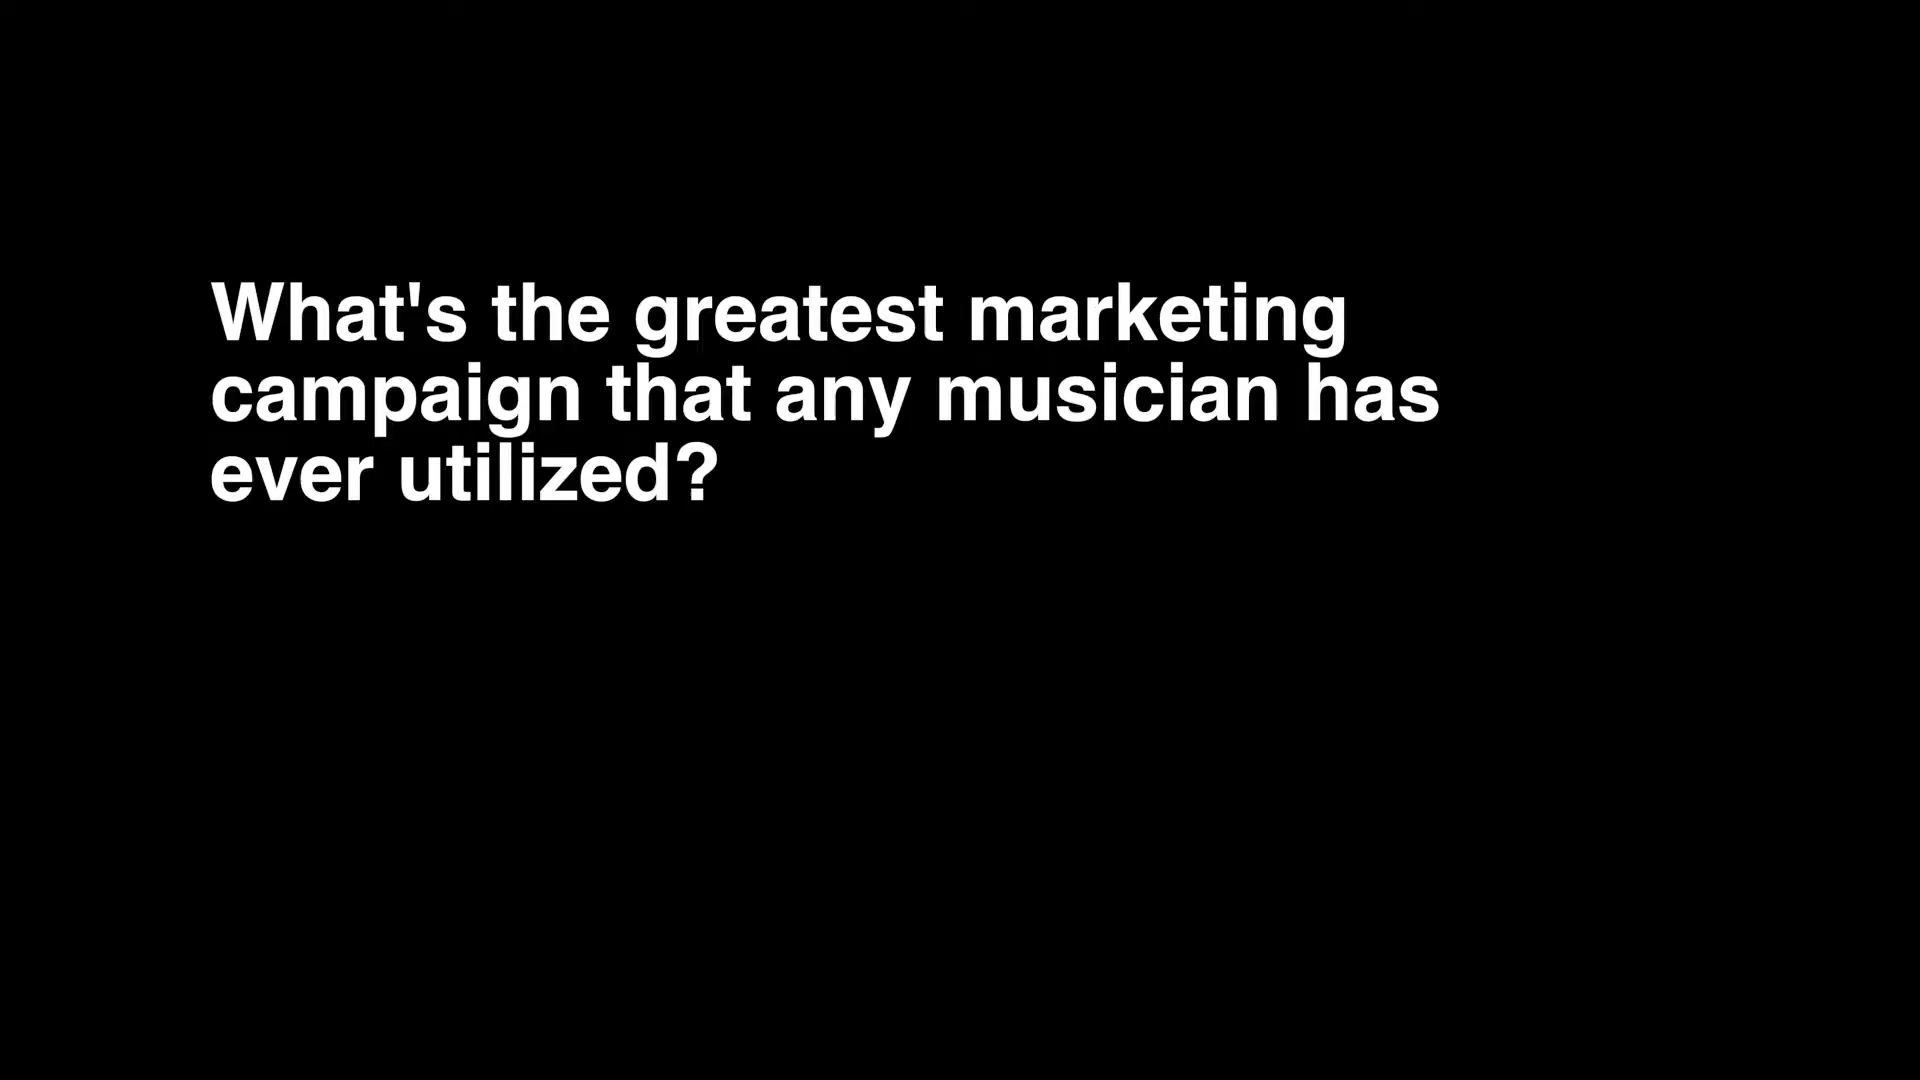 What's the greatest marketing
campaign that any musician has
ever utilized?